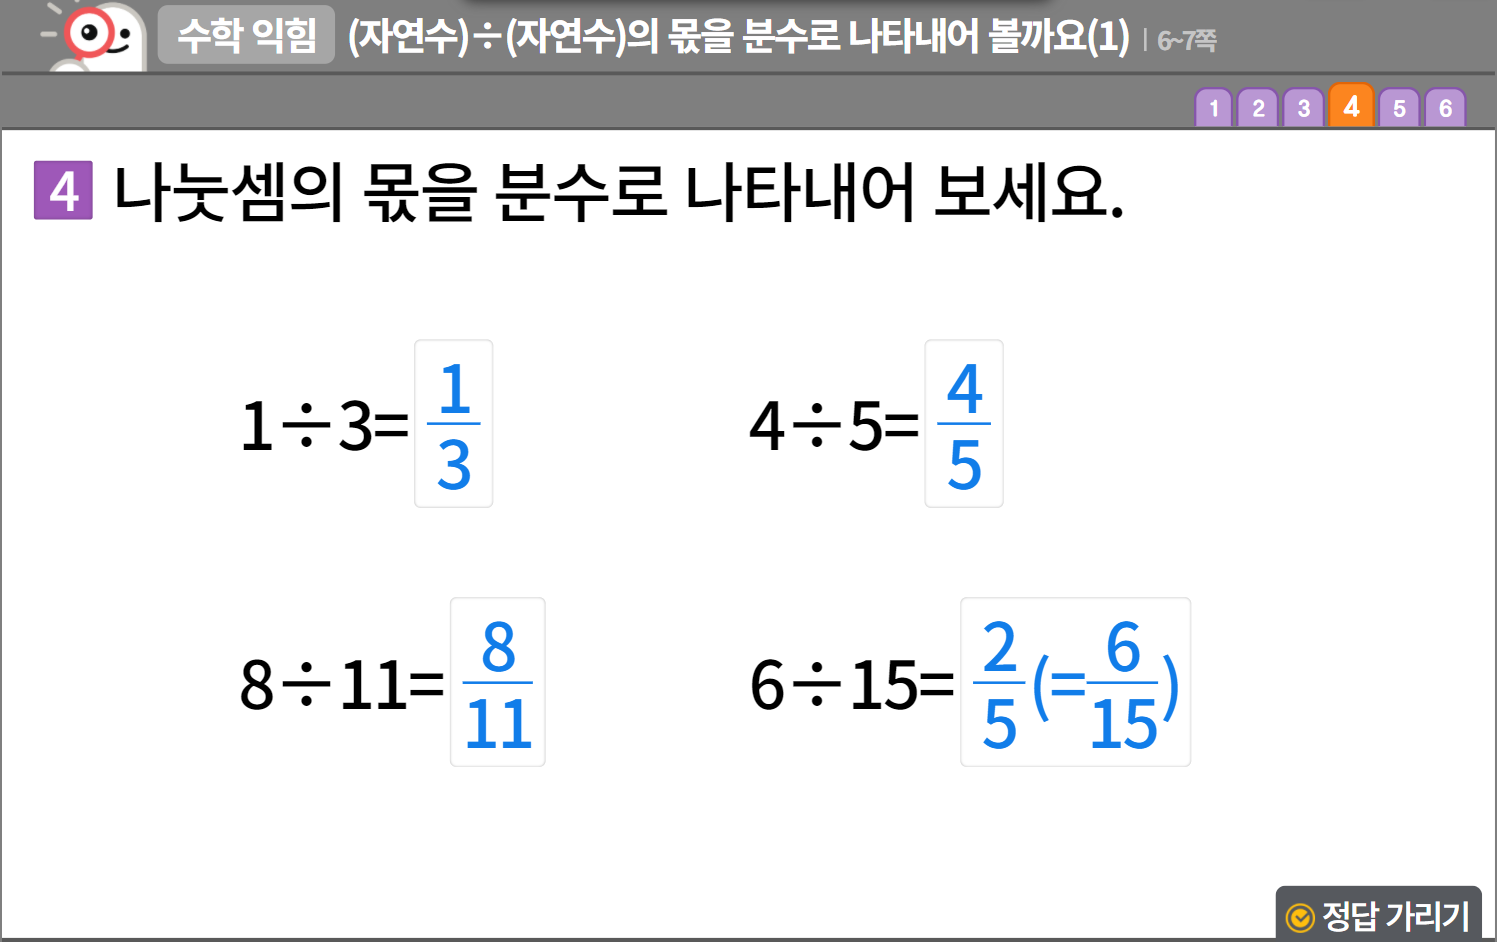 수학 익힘 (자연수)÷(자연수)의 몫을 분수로 나타내어 볼까요(1) | 6~7쪽
1 2 3 4 5 6
4 나눗셈의 몫을 분수로 나타내어 보세요.
1÷3= 1/3
4÷5= 4/5
8÷11= 8/11
6÷15= 2/5 (= 6/15)
정답 가리기